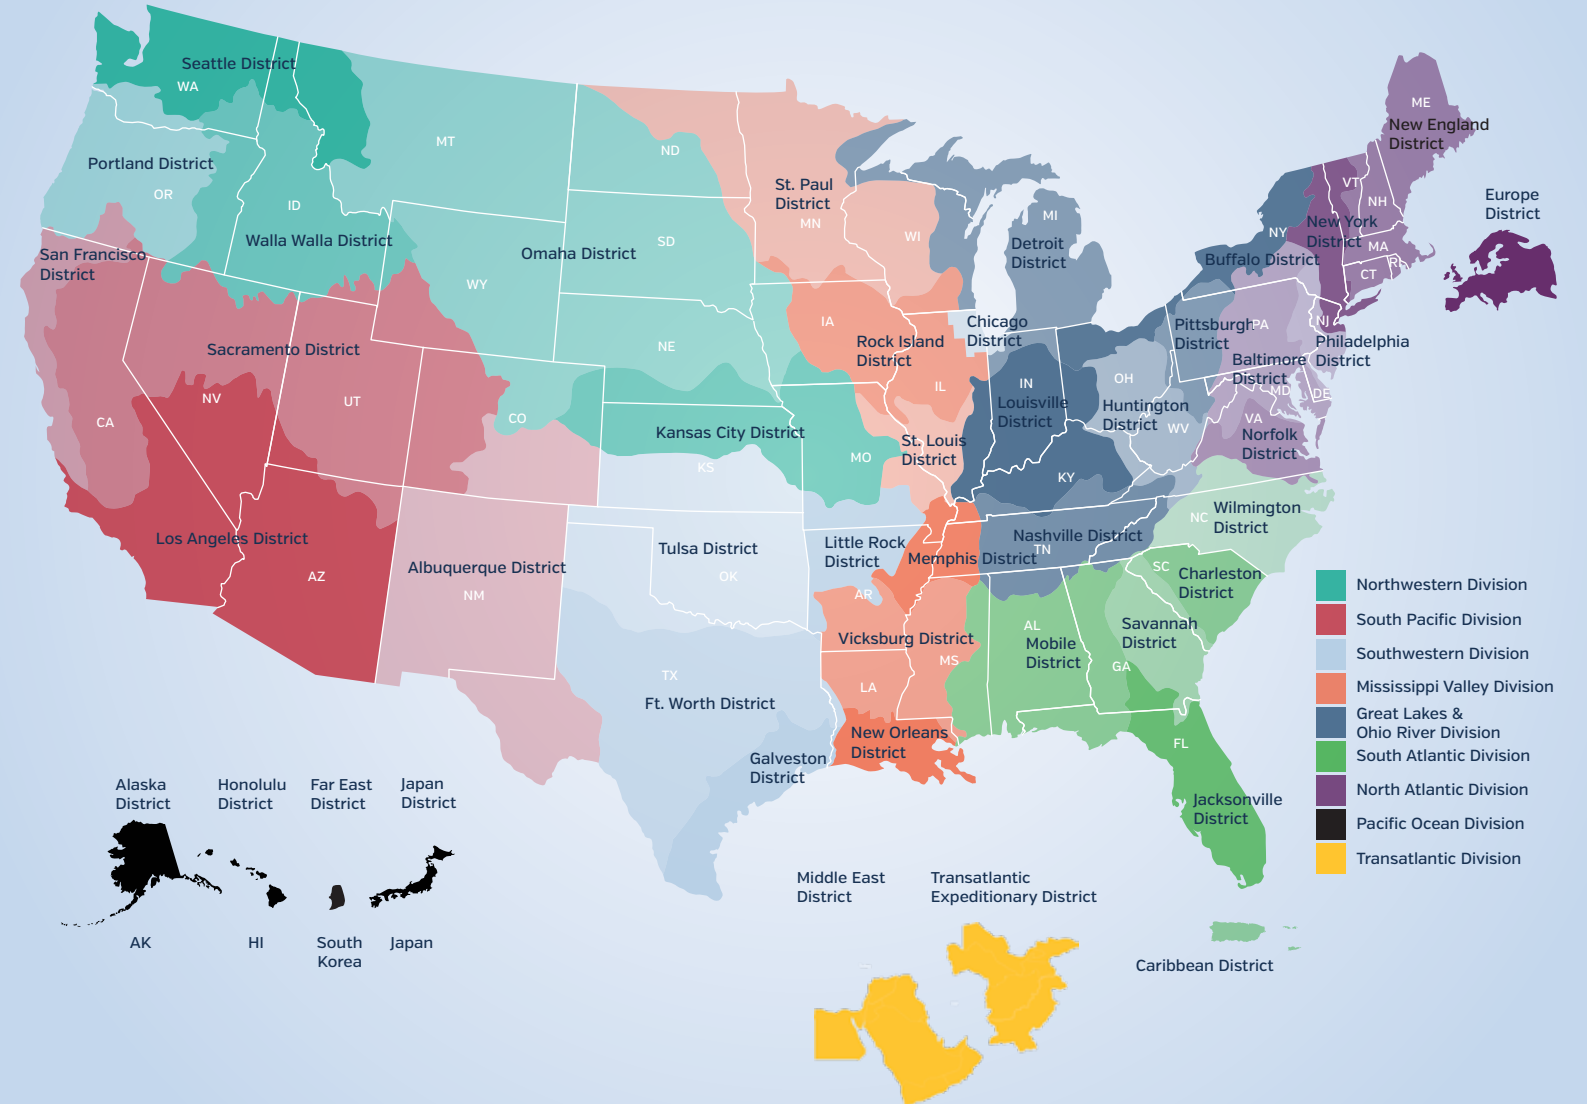 Seattle District
WA
Portland District
OR
ID
MT
Walla Walla District
San Francisco
District
Omaha District
WY
ND
SD
NE
St. Paul
District
MN
WI
MI
Detroit
District
ME
New England
District
VT
NH
NY
New York
District
MA
RI
CT
Buffalo District
Europe
District
Sacramento District
NV
UT
CA
CO
IA
Rock Island
District
IL
Chicago
District
IN
Louisville
District
OH
Pittsburgh
District
PA
NJ
Philadelphia
District
Baltimore
District
MD
DE
Huntington
District
WV
VA
Norfolk
District
Kansas City District
KS
MO
St. Louis
District
KY
Los Angeles District
AZ
Albuquerque District
NM
Tulsa District
OK
Little Rock
District
AR
Memphis District
Nashville District
TN
NC
Wilmington
District
SC
Charleston
District
Savannah
District
GA
AL
Mobile
District
Vicksburg District
MS
LA
New Orleans
District
TX
Ft. Worth District
Galveston
District
FL
Jacksonville
District
Northwestern Division
South Pacific Division
Southwestern Division
Mississippi Valley Division
Great Lakes &
Ohio River Division
South Atlantic Division
North Atlantic Division
Pacific Ocean Division
Transatlantic Division
Alaska
District
Honolulu
District
Far East
District
Japan
District
AK
HI
South
Korea
Japan
Middle East
District
Transatlantic
Expeditionary District
Caribbean District